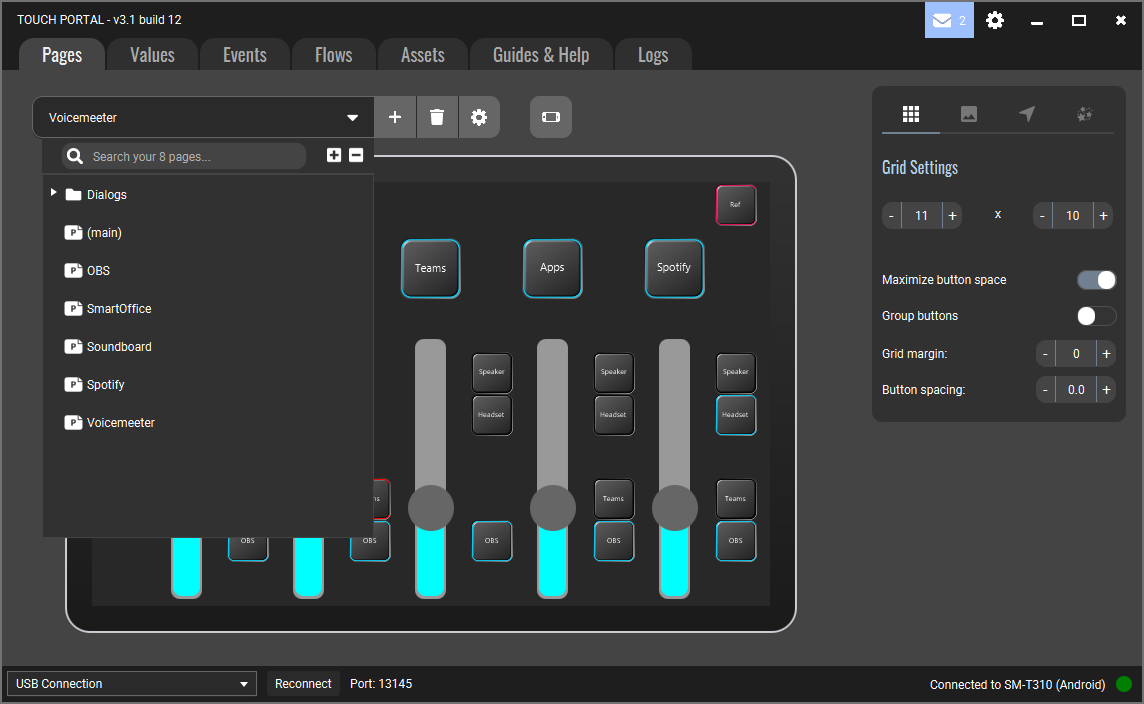 TOUCH PORTAL - v3.1 build 12
2
Pages
Values
Events
Flows
Assets
Guides & Help
Logs
Voicemeeter
Search your 8 pages...
Dialogs
(main)
OBS
SmartOffice
Soundboard
Spotify
Voicemeeter
Ref
Teams
Apps
Spotify
Speaker
Speaker
Speaker
Headset
Headset
Headset
Teams
Teams
OBS
OBS
OBS
OBS
OBS
Grid Settings
- 11 + x - 10 +
Maximize button space
Group buttons
Grid margin: - 0 +
Button spacing: - 0.0 +
USB Connection
Reconnect
Port: 13145
Connected to SM-T310 (Android)